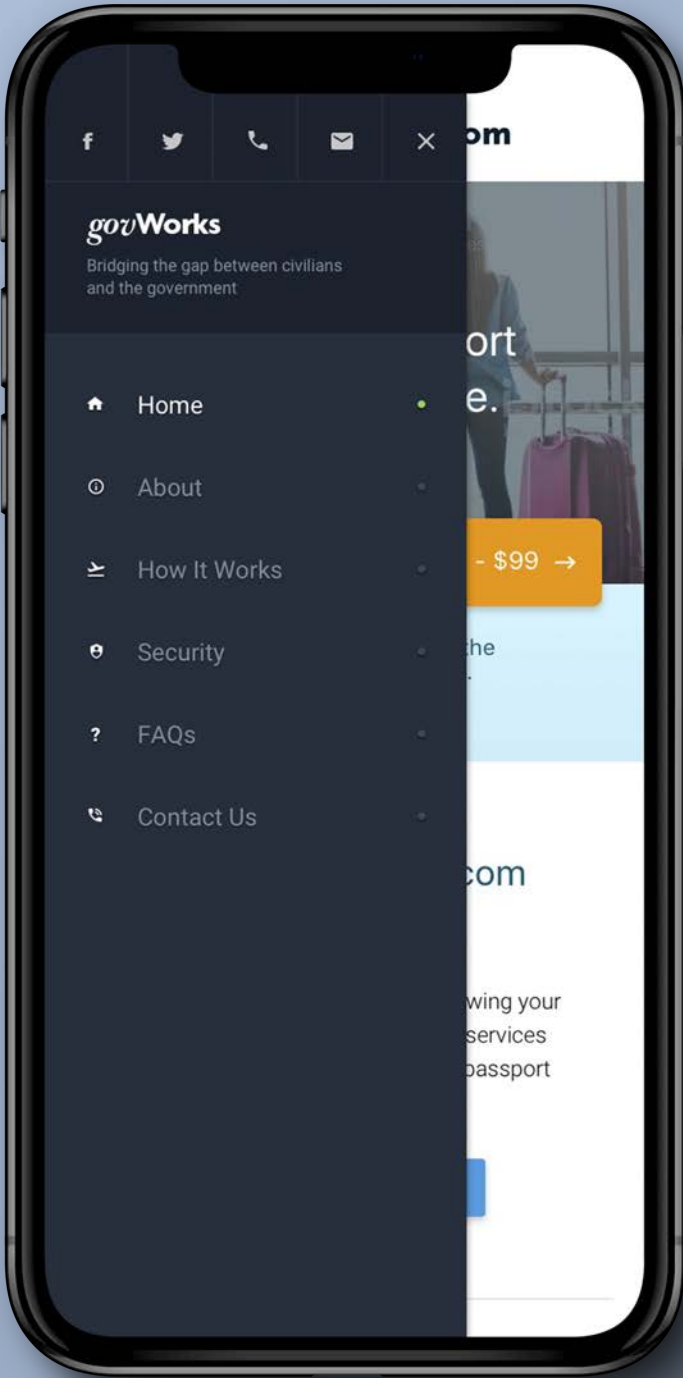 om
govWorks
Bridging the gap between civilians
and the government
ort
e.
Home
About
- $99 →
How It Works
the
Security
FAQs
Contact Us
com
wing your
services
passport